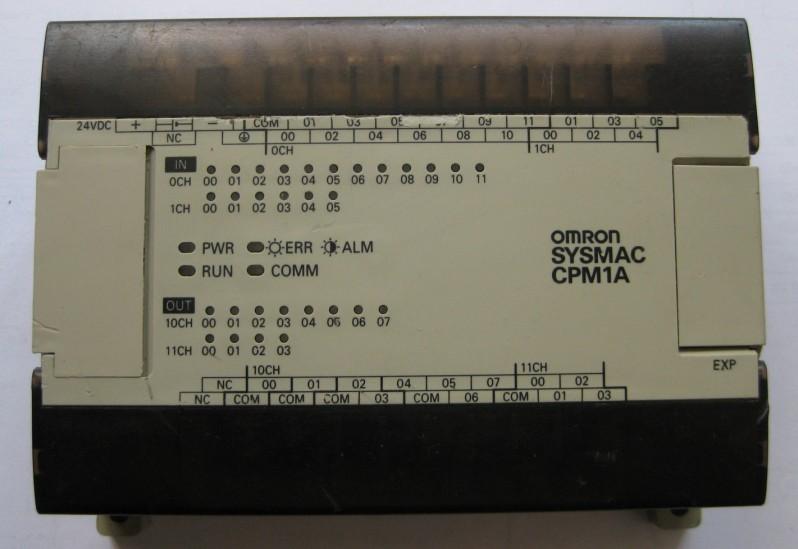 24VDC + − COM 01 03 05 07 09 11 01 03 05
NC 00 02 04 06 08 10 00 02 04
0CH 1CH
IN
0CH 00 01 02 03 04 05 06 07 08 09 10 11
1CH 00 01 02 03 04 05
PWR ERR ALM
RUN COMM
OMRON
SYSMAC
CPM1A
OUT
10CH 00 01 02 03 04 05 06 07
11CH 00 01 02 03
EXP
10CH 11CH
NC 00 01 02 04 05 07 00 02
NC COM COM COM 03 COM 06 COM 01 03